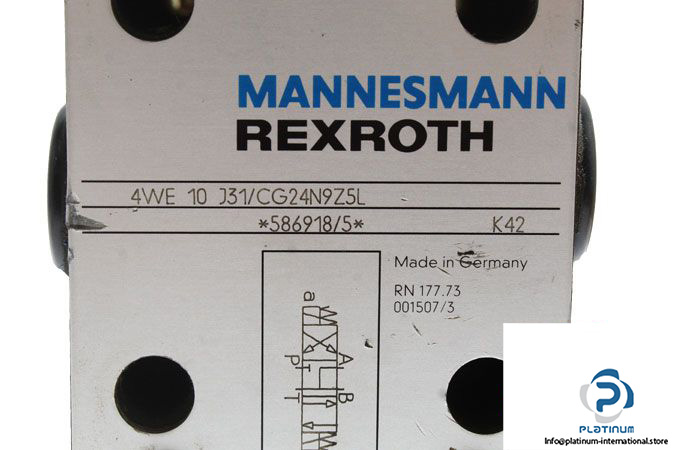 MANNESMANN
REXROTH
4WE 10 J31/CG24N9Z5L
*586918/5* K42
Made in Germany
RN 177.73
001507/3
a
P T A B
T
PLATINUM
info@platinum-international.store